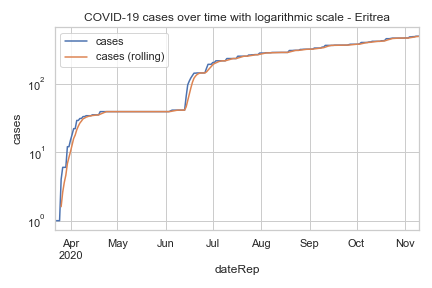 COVID-19 cases over time with logarithmic scale - Eritrea
cases
cases (rolling)
10²
10¹
10⁰
cases
Apr May Jun Jul Aug Sep Oct Nov
2020
dateRep